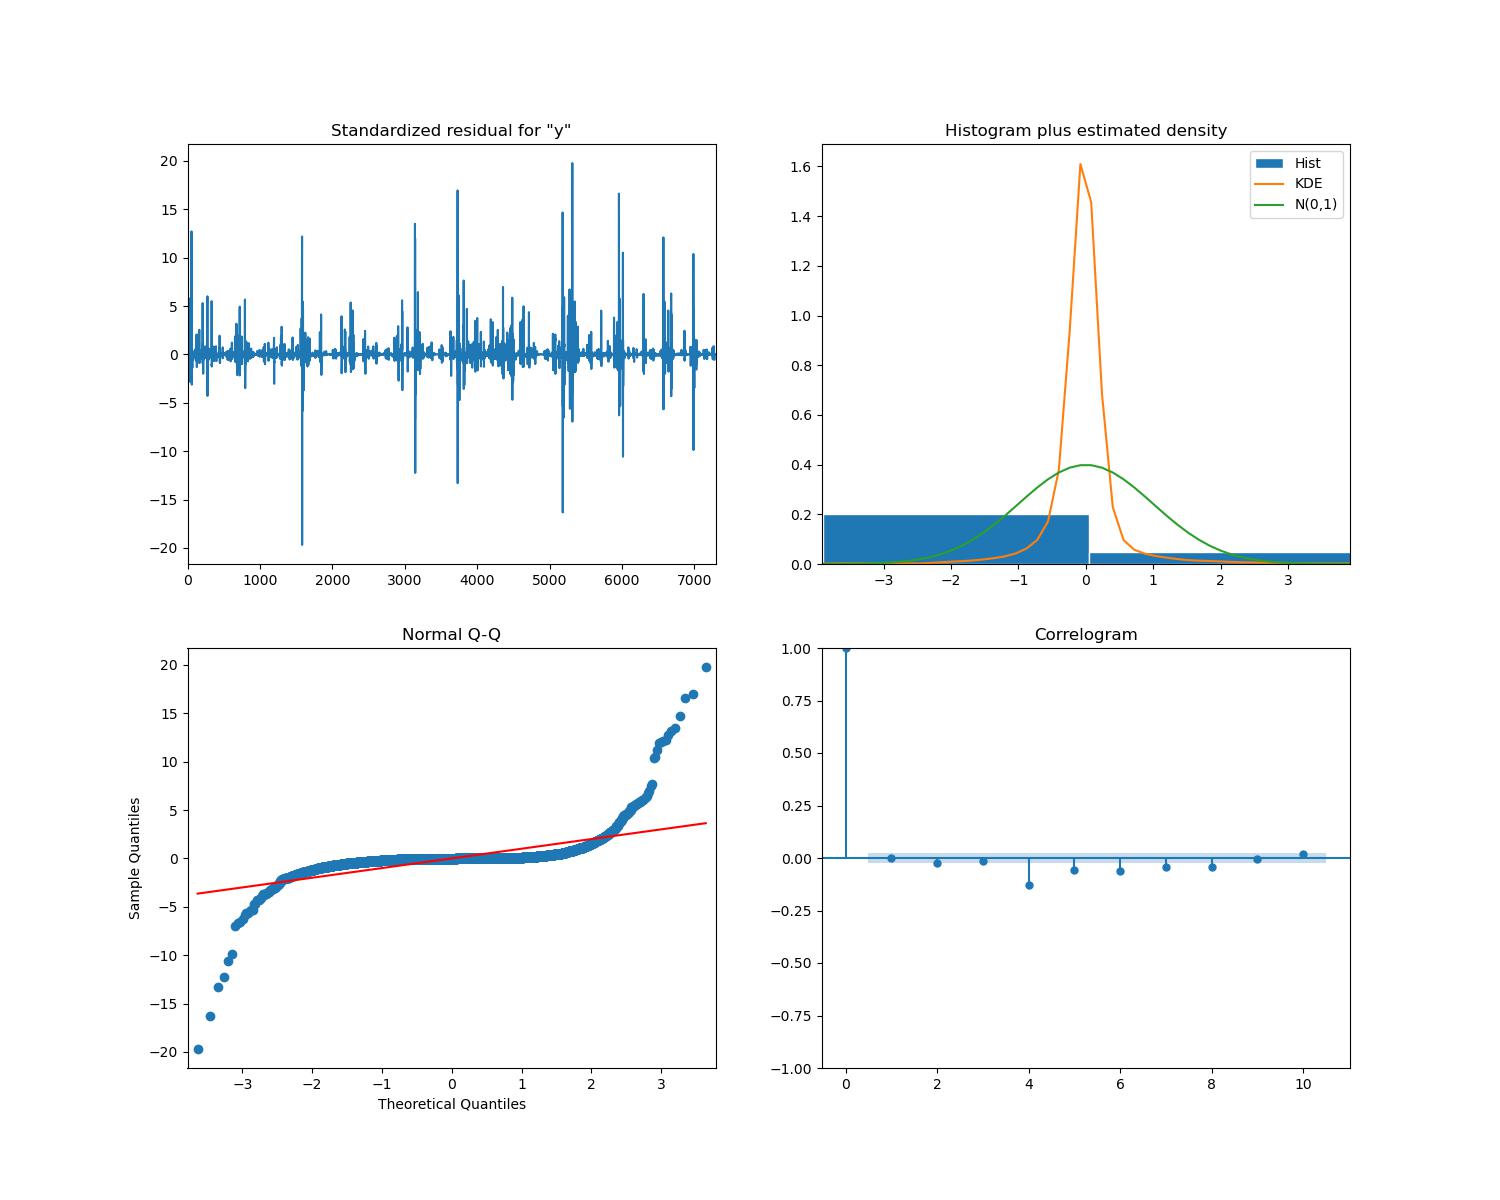 Standardized residual for "y"
20
15
10
5
0
−5
−10
−15
−20
0 1000 2000 3000 4000 5000 6000 7000
Histogram plus estimated density
Hist
KDE
N(0,1)
1.6
1.4
1.2
1.0
0.8
0.6
0.4
0.2
0.0
−3 −2 −1 0 1 2 3
Normal Q-Q
Sample Quantiles
20
15
10
5
0
−5
−10
−15
−20
−3 −2 −1 0 1 2 3
Theoretical Quantiles
Correlogram
1.00
0.75
0.50
0.25
0.00
−0.25
−0.50
−0.75
−1.00
0 2 4 6 8 10